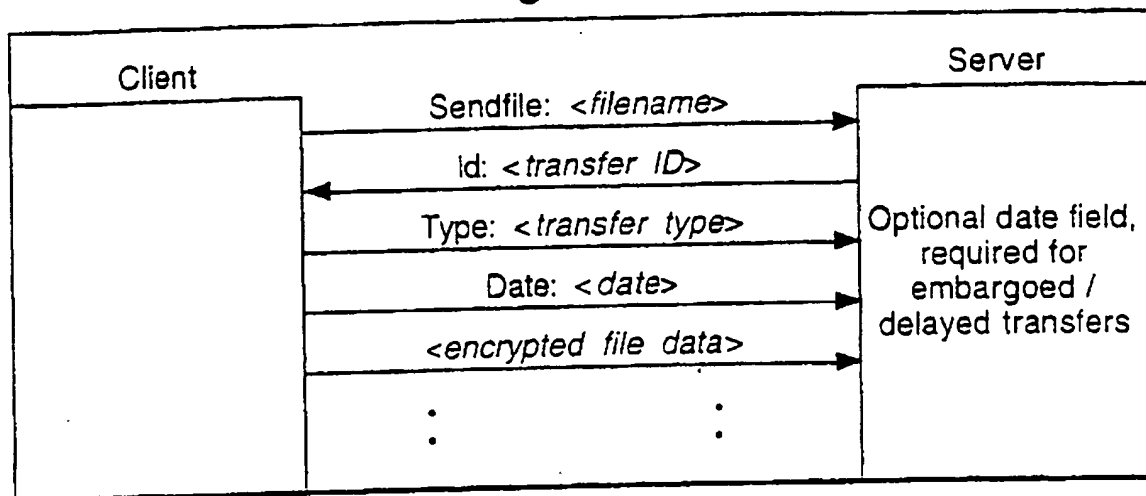 Client
Server
Sendfile: <filename>
Id: <transfer ID>
Type: <transfer type>
Date: <date>
<encrypted file data>
Optional date field,
required for
embargoed /
delayed transfers